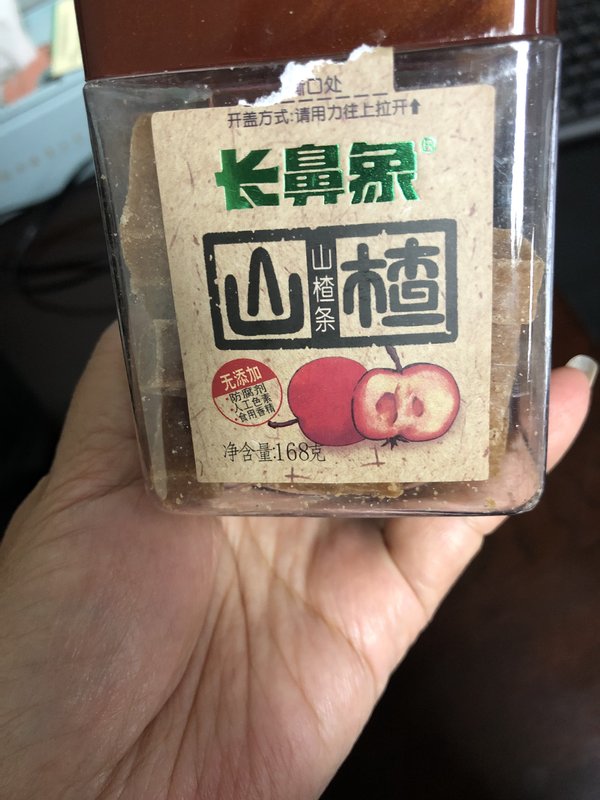 口处
开盖方式:请用力往上拉开
长鼻象®
山楂
山楂条
无添加
·防腐剂
·人工色素
·食用香精
净含量:168克